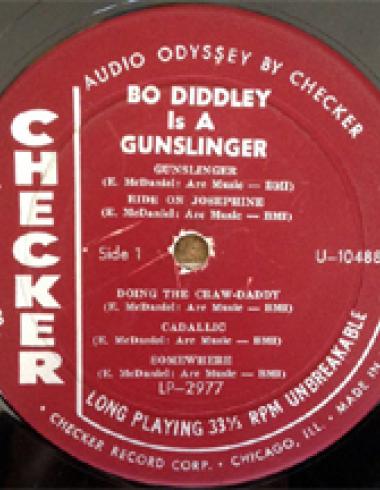 AUDIO ODYSSEY BY CHECKER
CHECKER
BO DIDDLEY
Is A
GUNSLINGER
GUNSLINGER
(E. McDaniel: Arc Music — BMI)
RIDE ON JOSEPHINE
(E. McDaniel: Arc Music — BMI)
Side 1
U-10488
DOING THE CRAW-DADDY
(E. McDaniel: Arc Music — BMI)
CADALLIC
(E. McDaniel: Arc Music — BMI)
SOMEWHERE
(E. McDaniel: Arc Music — BMI)
LP-2977
LONG PLAYING 33⅓ RPM UNBREAKABLE
• CHECKER RECORD CORP. • CHICAGO, ILL. • MADE IN